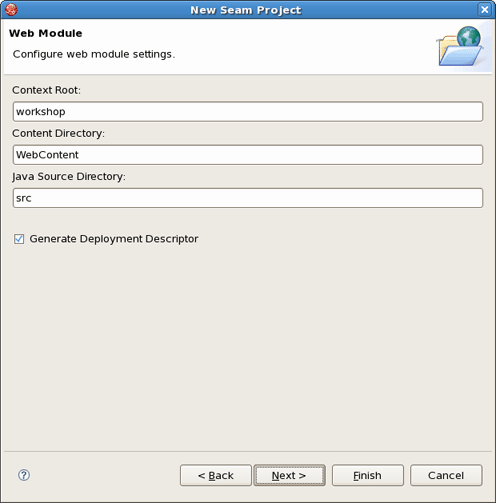 New Seam Project
Web Module
Configure web module settings.
Context Root:
workshop
Content Directory:
WebContent
Java Source Directory:
src
Generate Deployment Descriptor
? < Back Next > Finish Cancel